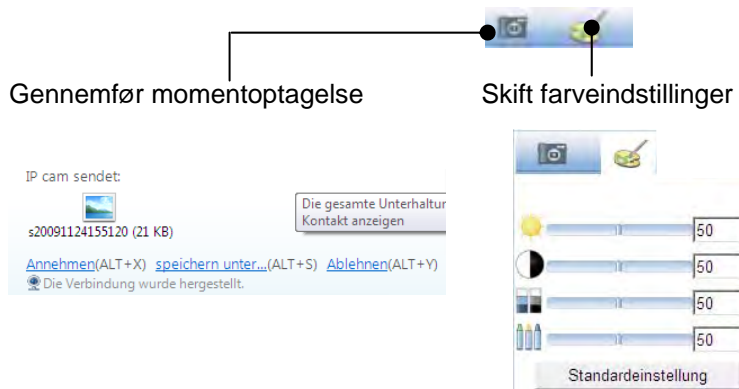 Gennemfør momentoptagelse
Skift farveindstillinger
IP cam sendet:
Die gesamte Unterhaltur
Kontakt anzeigen
s20091124155120 (21 KB)
Annehmen(ALT+X) speichern unter...(ALT+S) Ablehnen(ALT+Y)
Die Verbindung wurde hergestellt.
50
50
50
50
Standardeinstellung